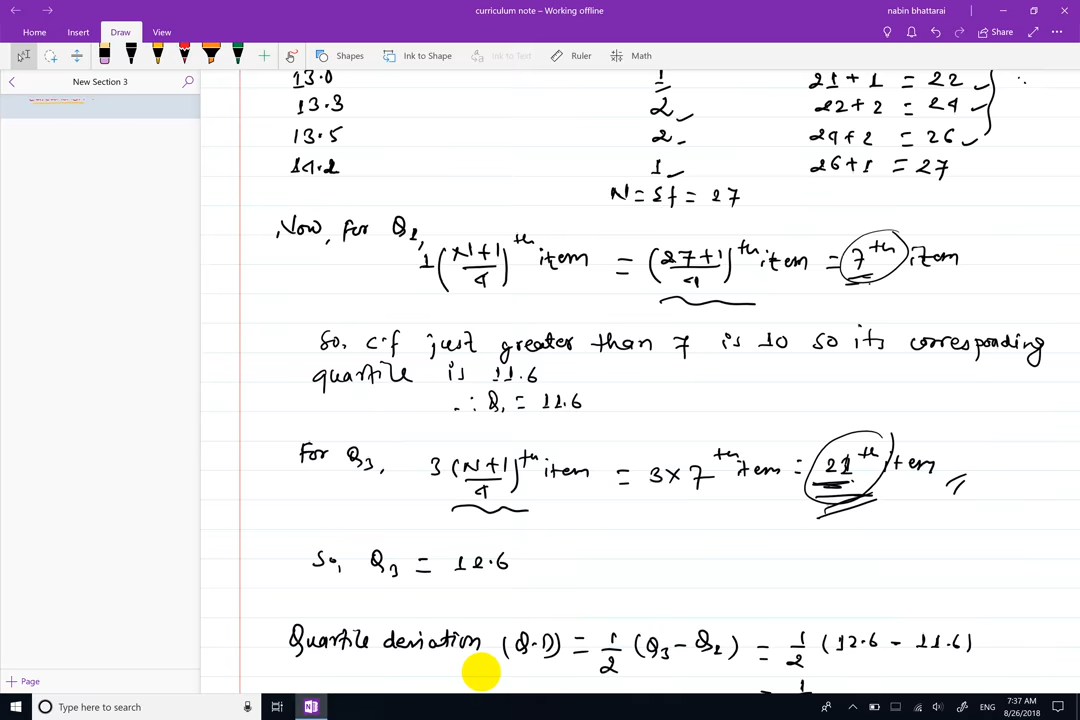 curriculum note – Working offline
nabin bhattarai
Home Insert Draw View
Share
Shapes Ink to Shape Ink to Text Ruler Math
New Section 3
13.0 1 21+1 = 22
13.3 2 22+2 = 24
13.5 2 24+2 = 26
14.2 1 26+1 = 27
N = Σf = 27
Now, for Q1,
1(N+1/4)th item = (27+1/4)th item = 7th item
So, c.f just greater than 7 is 10 so its corresponding
quartile is 11.6
∴ Q1 = 11.6
For Q3, 3(N+1/4)th item = 3×7th item = 21th item
So, Q3 = 12.6
Quartile deviation (Q.D) = 1/2 (Q3 – Q1) = 1/2 (12.6 – 11.6)
= 1
+ Page
Type here to search
ENG
7:37 AM
8/26/2018